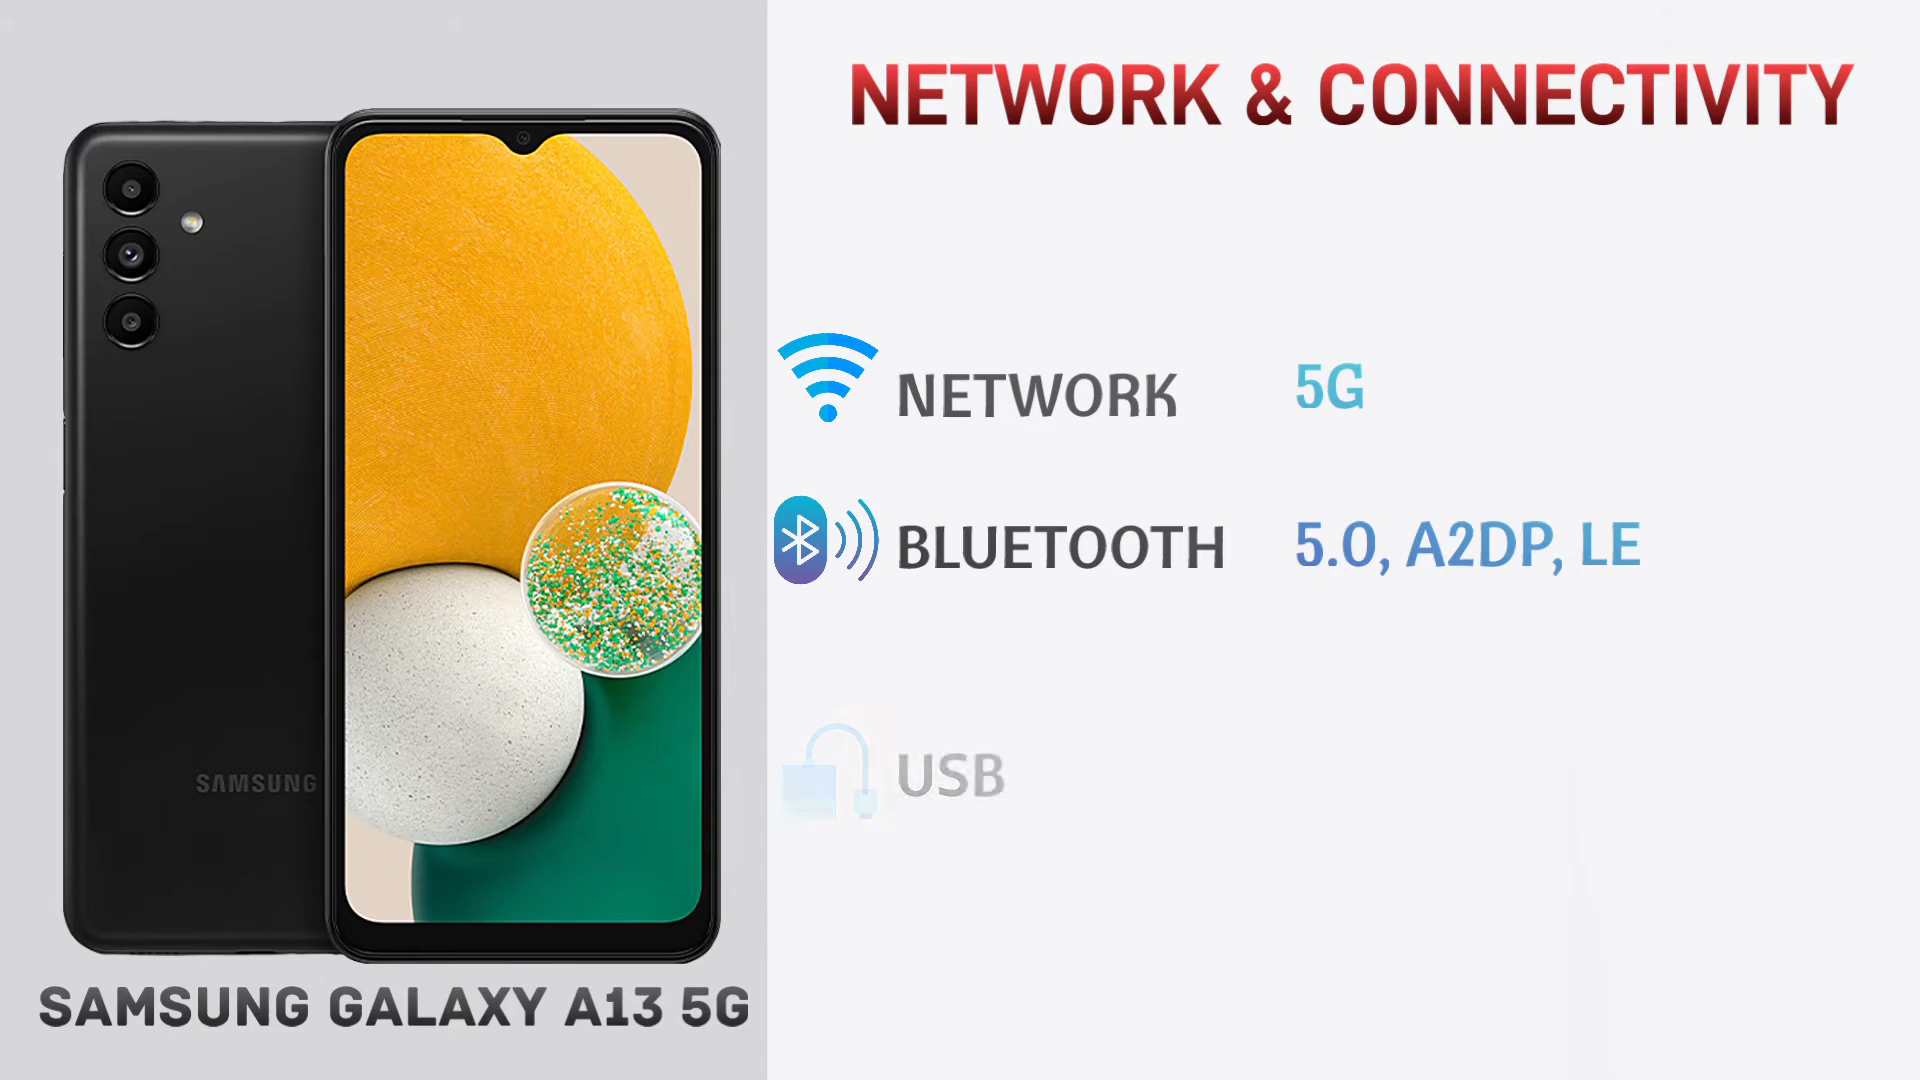 NETWORK & CONNECTIVITY
NETWORK 5G
BLUETOOTH 5.0, A2DP, LE
USB
SAMSUNG
SAMSUNG GALAXY A13 5G